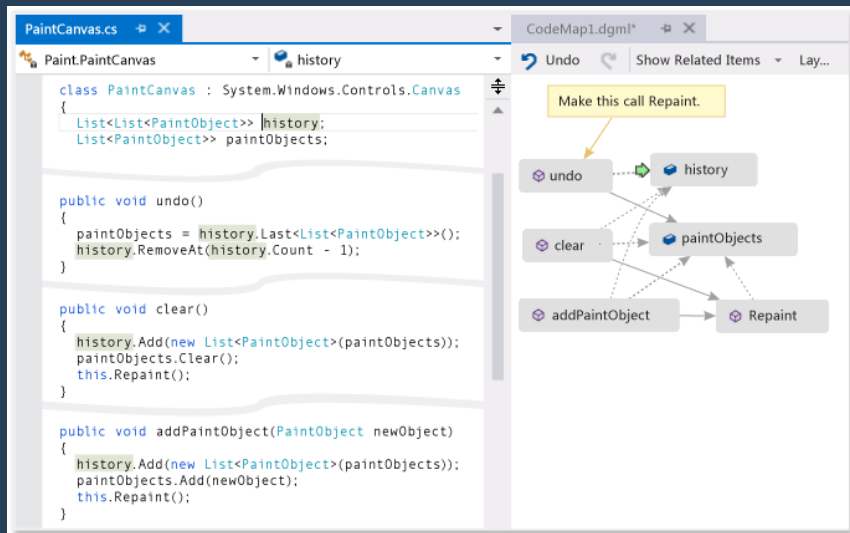 PaintCanvas.cs
Paint.PaintCanvas
history
class PaintCanvas : System.Windows.Controls.Canvas
{
List<List<PaintObject>> history;
List<PaintObject>> paintObjects;
public void undo()
{
paintObjects = history.Last<List<PaintObject>>();
history.RemoveAt(history.Count - 1);
}
public void clear()
{
history.Add(new List<PaintObject>(paintObjects));
paintObjects.Clear();
this.Repaint();
}
public void addPaintObject(PaintObject newObject)
{
history.Add(new List<PaintObject>(paintObjects));
paintObjects.Add(newObject);
this.Repaint();
}
CodeMap1.dgml*
Undo Show Related Items Lay...
Make this call Repaint.
undo
history
clear
paintObjects
addPaintObject
Repaint